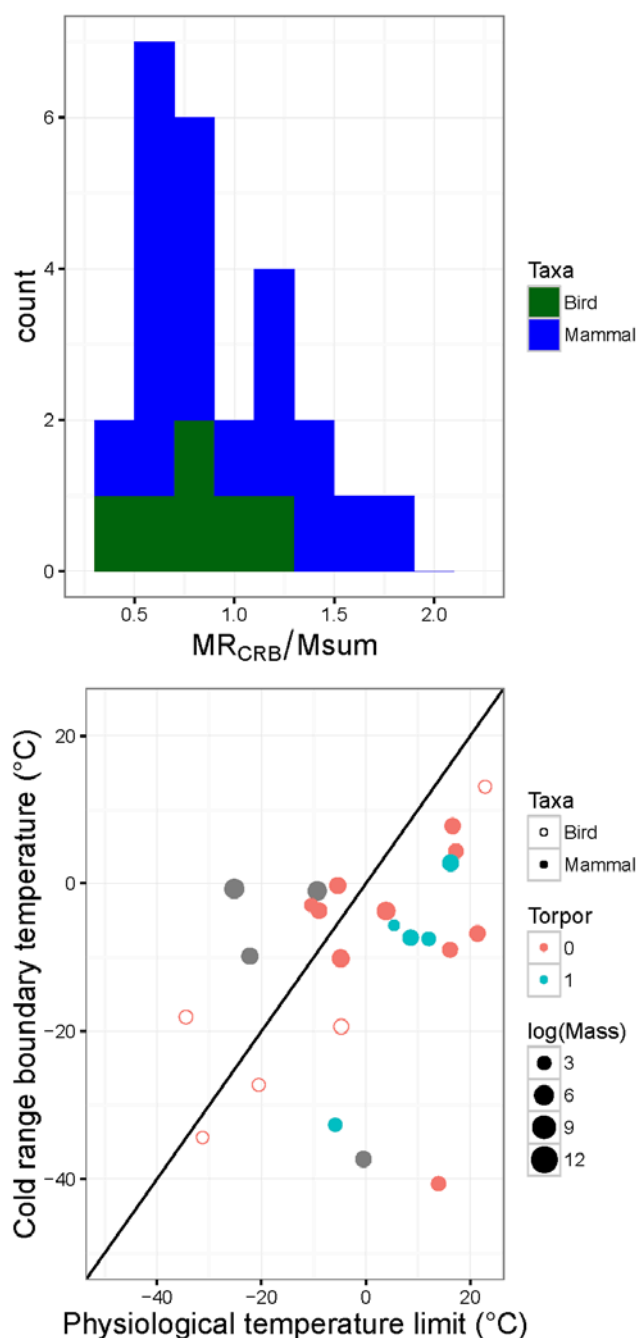 6
4
2
0
count
0.5 1.0 1.5 2.0
MRCRB/Msum
Taxa
Bird
Mammal
20
0
−20
−40
Cold range boundary temperature (°C)
−40 −20 0 20
Physiological temperature limit (°C)
Taxa
Bird
Mammal
Torpor
0
1
log(Mass)
3
6
9
12